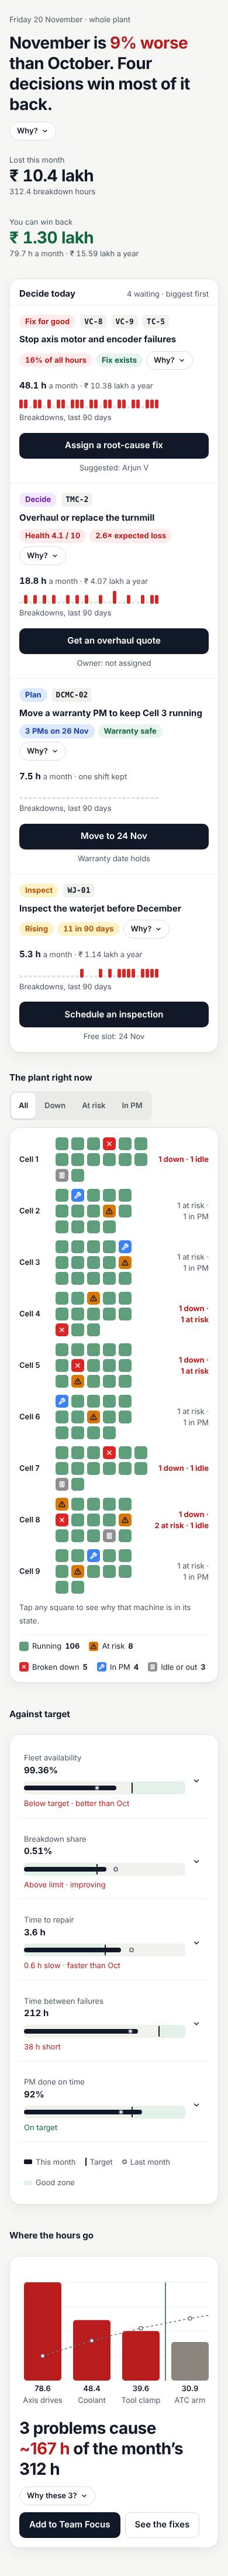 Friday 20 November · whole plant
November is 9% worse
than October. Four
decisions win most of it
back.
Why?
Lost this month
₹ 10.4 lakh
312.4 breakdown hours
You can win back
₹ 1.30 lakh
79.7 h a month · ₹ 15.59 lakh a year
Decide today
4 waiting · biggest first
Fix for good VC-8 VC-9 TC-5
Stop axis motor and encoder failures
16% of all hours Fix exists Why?
48.1 h a month · ₹ 10.38 lakh a year
Breakdowns, last 90 days
Assign a root-cause fix
Suggested: Arjun V
Decide TMC-2
Overhaul or replace the turnmill
Health 4.1 / 10 2.6× expected loss
Why?
18.8 h a month · ₹ 4.07 lakh a year
Breakdowns, last 90 days
Get an overhaul quote
Owner: not assigned
Plan DCMC-02
Move a warranty PM to keep Cell 3 running
3 PMs on 26 Nov Warranty safe
Why?
7.5 h a month · one shift kept
Breakdowns, last 90 days
Move to 24 Nov
Warranty date holds
Inspect WJ-01
Inspect the waterjet before December
Rising 11 in 90 days Why?
5.3 h a month · ₹ 1.14 lakh a year
Breakdowns, last 90 days
Schedule an inspection
Free slot: 24 Nov
The plant right now
All Down At risk In PM
Cell 1 1 down · 1 idle
Cell 2 1 at risk ·
1 in PM
Cell 3 1 at risk ·
1 in PM
Cell 4 1 down ·
1 at risk
Cell 5 1 down ·
1 at risk
Cell 6 1 at risk ·
1 in PM
Cell 7 1 down · 1 idle
Cell 8 1 down ·
2 at risk · 1 idle
Cell 9 1 at risk ·
1 in PM
Tap any square to see why that machine is in its
state.
Running 106 At risk 8
Broken down 5 In PM 4 Idle or out 3
Against target
Fleet availability
99.36%
Below target · better than Oct
Breakdown share
0.51%
Above limit · improving
Time to repair
3.6 h
0.6 h slow · faster than Oct
Time between failures
212 h
38 h short
PM done on time
92%
On target
This month Target Last month
Good zone
Where the hours go
78.6 48.4 39.6 30.9
Axis drives Coolant Tool clamp ATC arm
3 problems cause
~167 h of the month's
312 h
Why these 3?
Add to Team Focus See the fixes